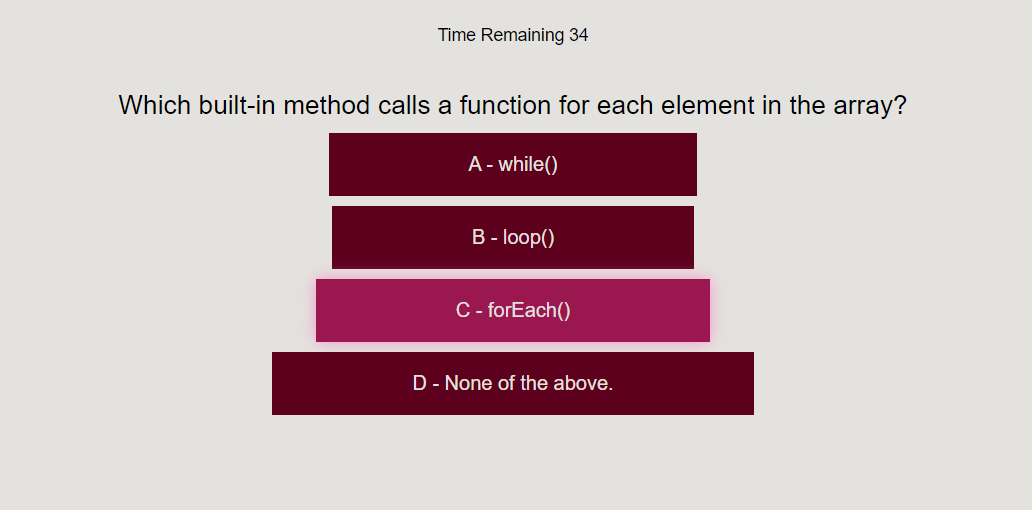 Time Remaining 34
Which built-in method calls a function for each element in the array?
A - while()
B - loop()
C - forEach()
D - None of the above.